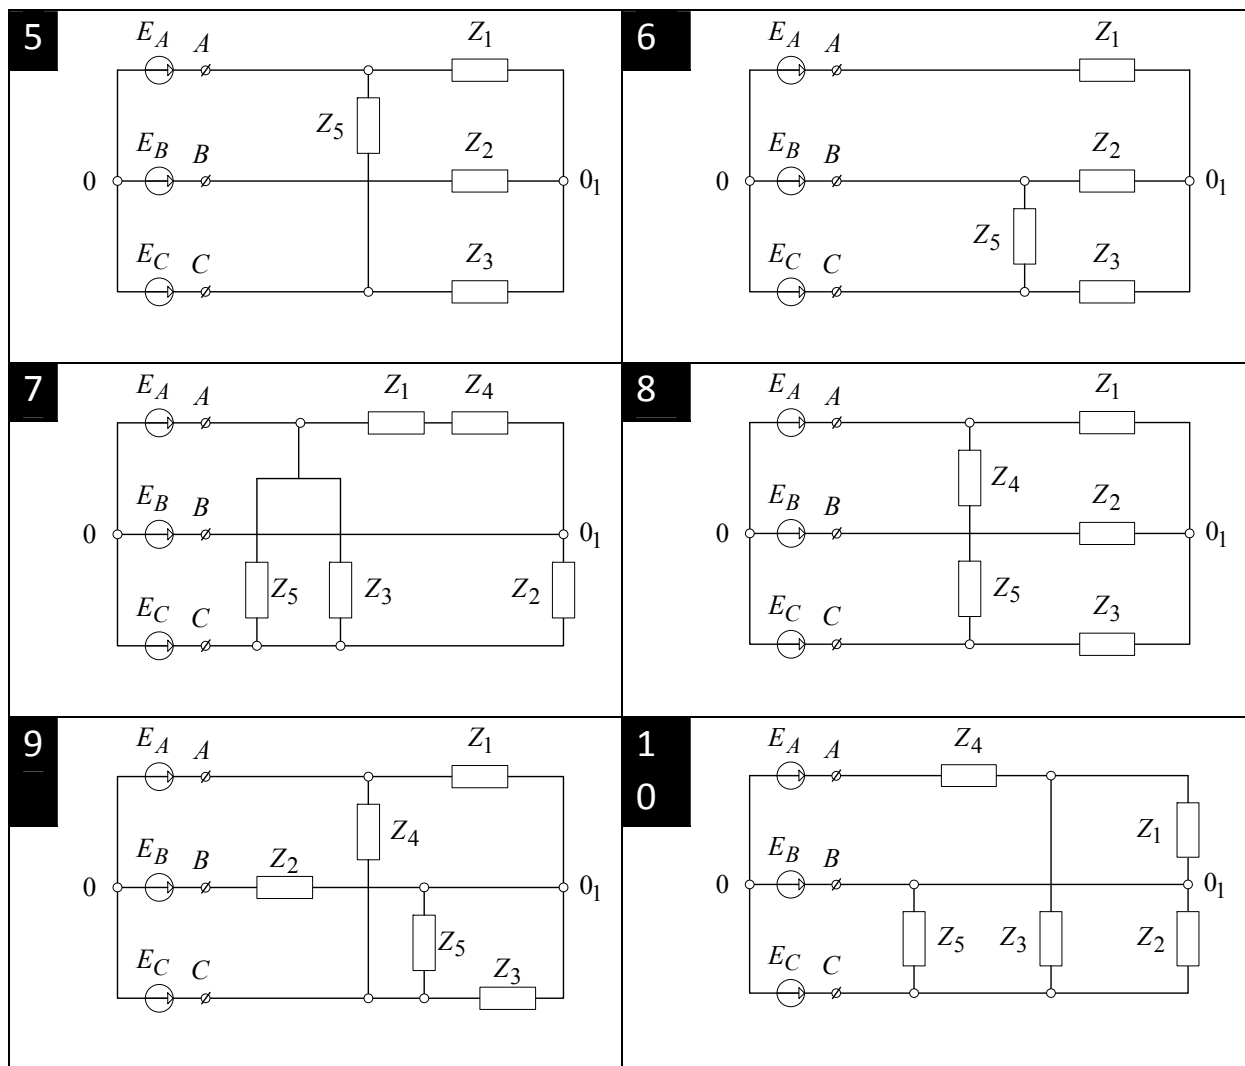 5
E_A A Z_1
Z_5
E_B B Z_2
0 0_1
E_C C Z_3
6
E_A A Z_1
E_B B Z_2
0 0_1
Z_5
E_C C Z_3
7
E_A A Z_1 Z_4
E_B B
0 0_1
Z_5 Z_3 Z_2
E_C C
8
E_A A Z_1
Z_4
E_B B Z_2
0 0_1
Z_5
E_C C Z_3
9
E_A A Z_1
Z_4
E_B B Z_2
0 0_1
Z_5
E_C C Z_3
1
0
E_A A Z_4
Z_1
E_B B
0 0_1
Z_5 Z_3 Z_2
E_C C